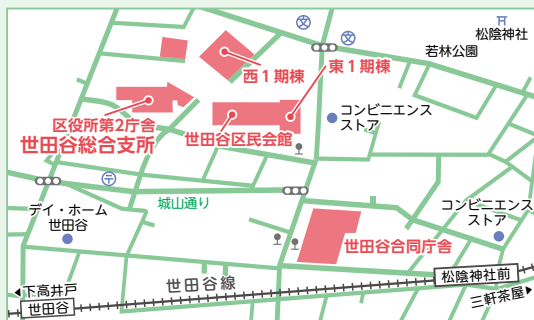 松陰神社
若林公園
西1期棟
東1期棟
コンビニエンス
ストア
区役所第2庁舎
世田谷総合支所
世田谷区民会館
城山通り
デイ・ホーム
世田谷
コンビニエンス
ストア
世田谷合同庁舎
世田谷線
松陰神社前
下高井戸
世田谷
三軒茶屋